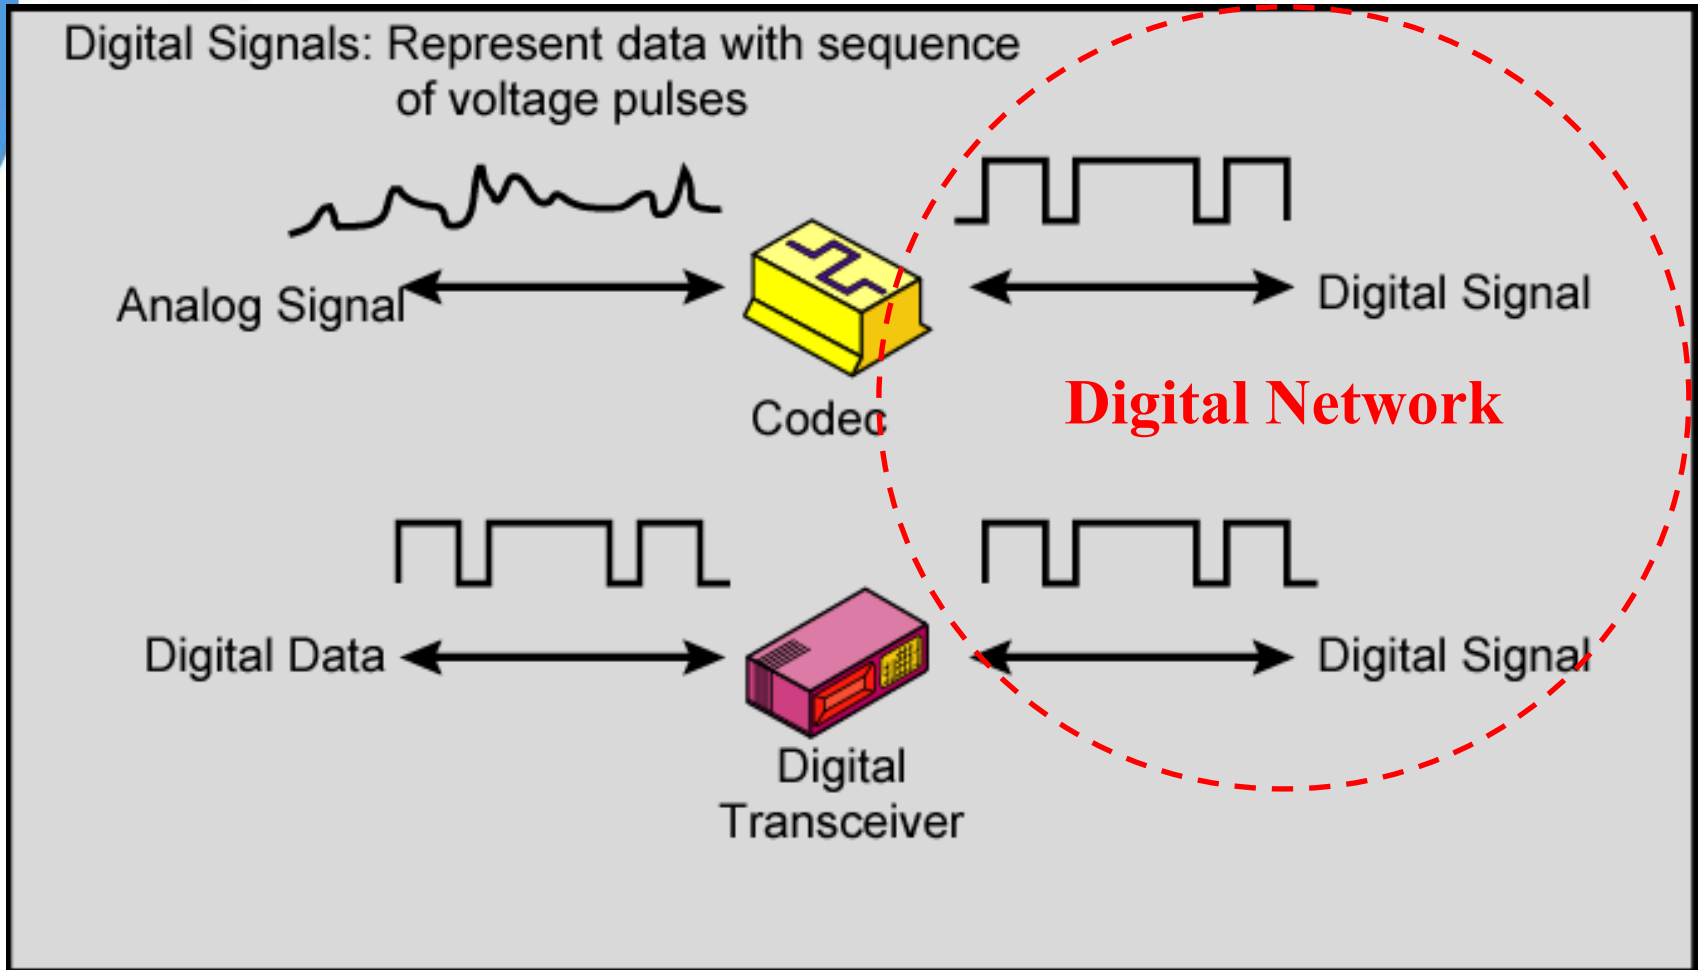 Digital Signals: Represent data with sequence
of voltage pulses
Analog Signal
Digital Signal
Codec
Digital Network
Digital Data
Digital Signal
Digital
Transceiver